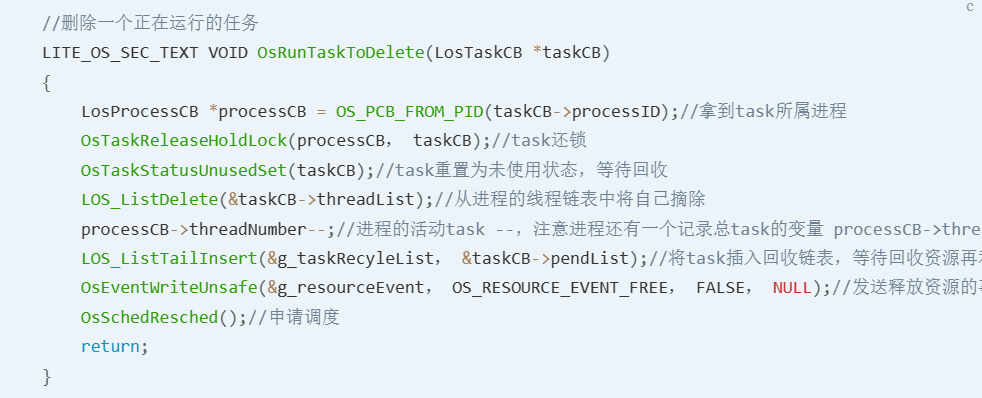 c
//删除一个正在运行的任务
LITE_OS_SEC_TEXT VOID OsRunTaskToDelete(LosTaskCB *taskCB)
{
    LosProcessCB *processCB = OS_PCB_FROM_PID(taskCB->processID);//拿到task所属进程
    OsTaskReleaseHoldLock(processCB, taskCB);//task还锁
    OsTaskStatusUnusedSet(taskCB);//task重置为未使用状态，等待回收
    LOS_ListDelete(&taskCB->threadList);//从进程的线程链表中将自己摘除
    processCB->threadNumber--;//进程的活动task --，注意进程还有一个记录总task的变量 processCB->thre
    LOS_ListTailInsert(&g_taskRecyleList, &taskCB->pendList);//将task插入回收链表，等待回收资源再
    OsEventWriteUnsafe(&g_resourceEvent, OS_RESOURCE_EVENT_FREE, FALSE, NULL);//发送释放资源的
    OsSchedResched();//申请调度
    return;
}